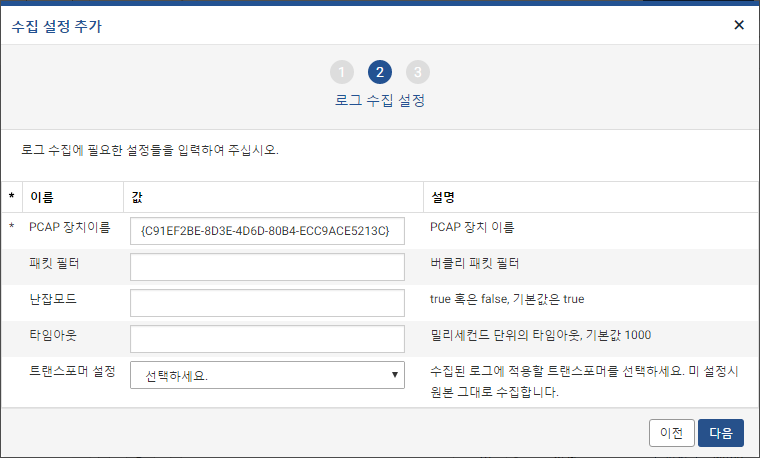 수집 설정 추가 ×
1 2 3
로그 수집 설정
로그 수집에 필요한 설정들을 입력하여 주십시오.
* 이름 값 설명
* PCAP 장치이름 {C91EF2BE-8D3E-4D6D-80B4-ECC9ACE5213C} PCAP 장치 이름
패킷 필터 버클리 패킷 필터
난잡모드 true 혹은 false, 기본값은 true
타임아웃 밀리세컨드 단위의 타임아웃, 기본값 1000
트랜스포머 설정 선택하세요. 수집된 로그에 적용할 트랜스포머를 선택하세요. 미 설정시
원본 그대로 수집합니다.
이전 다음